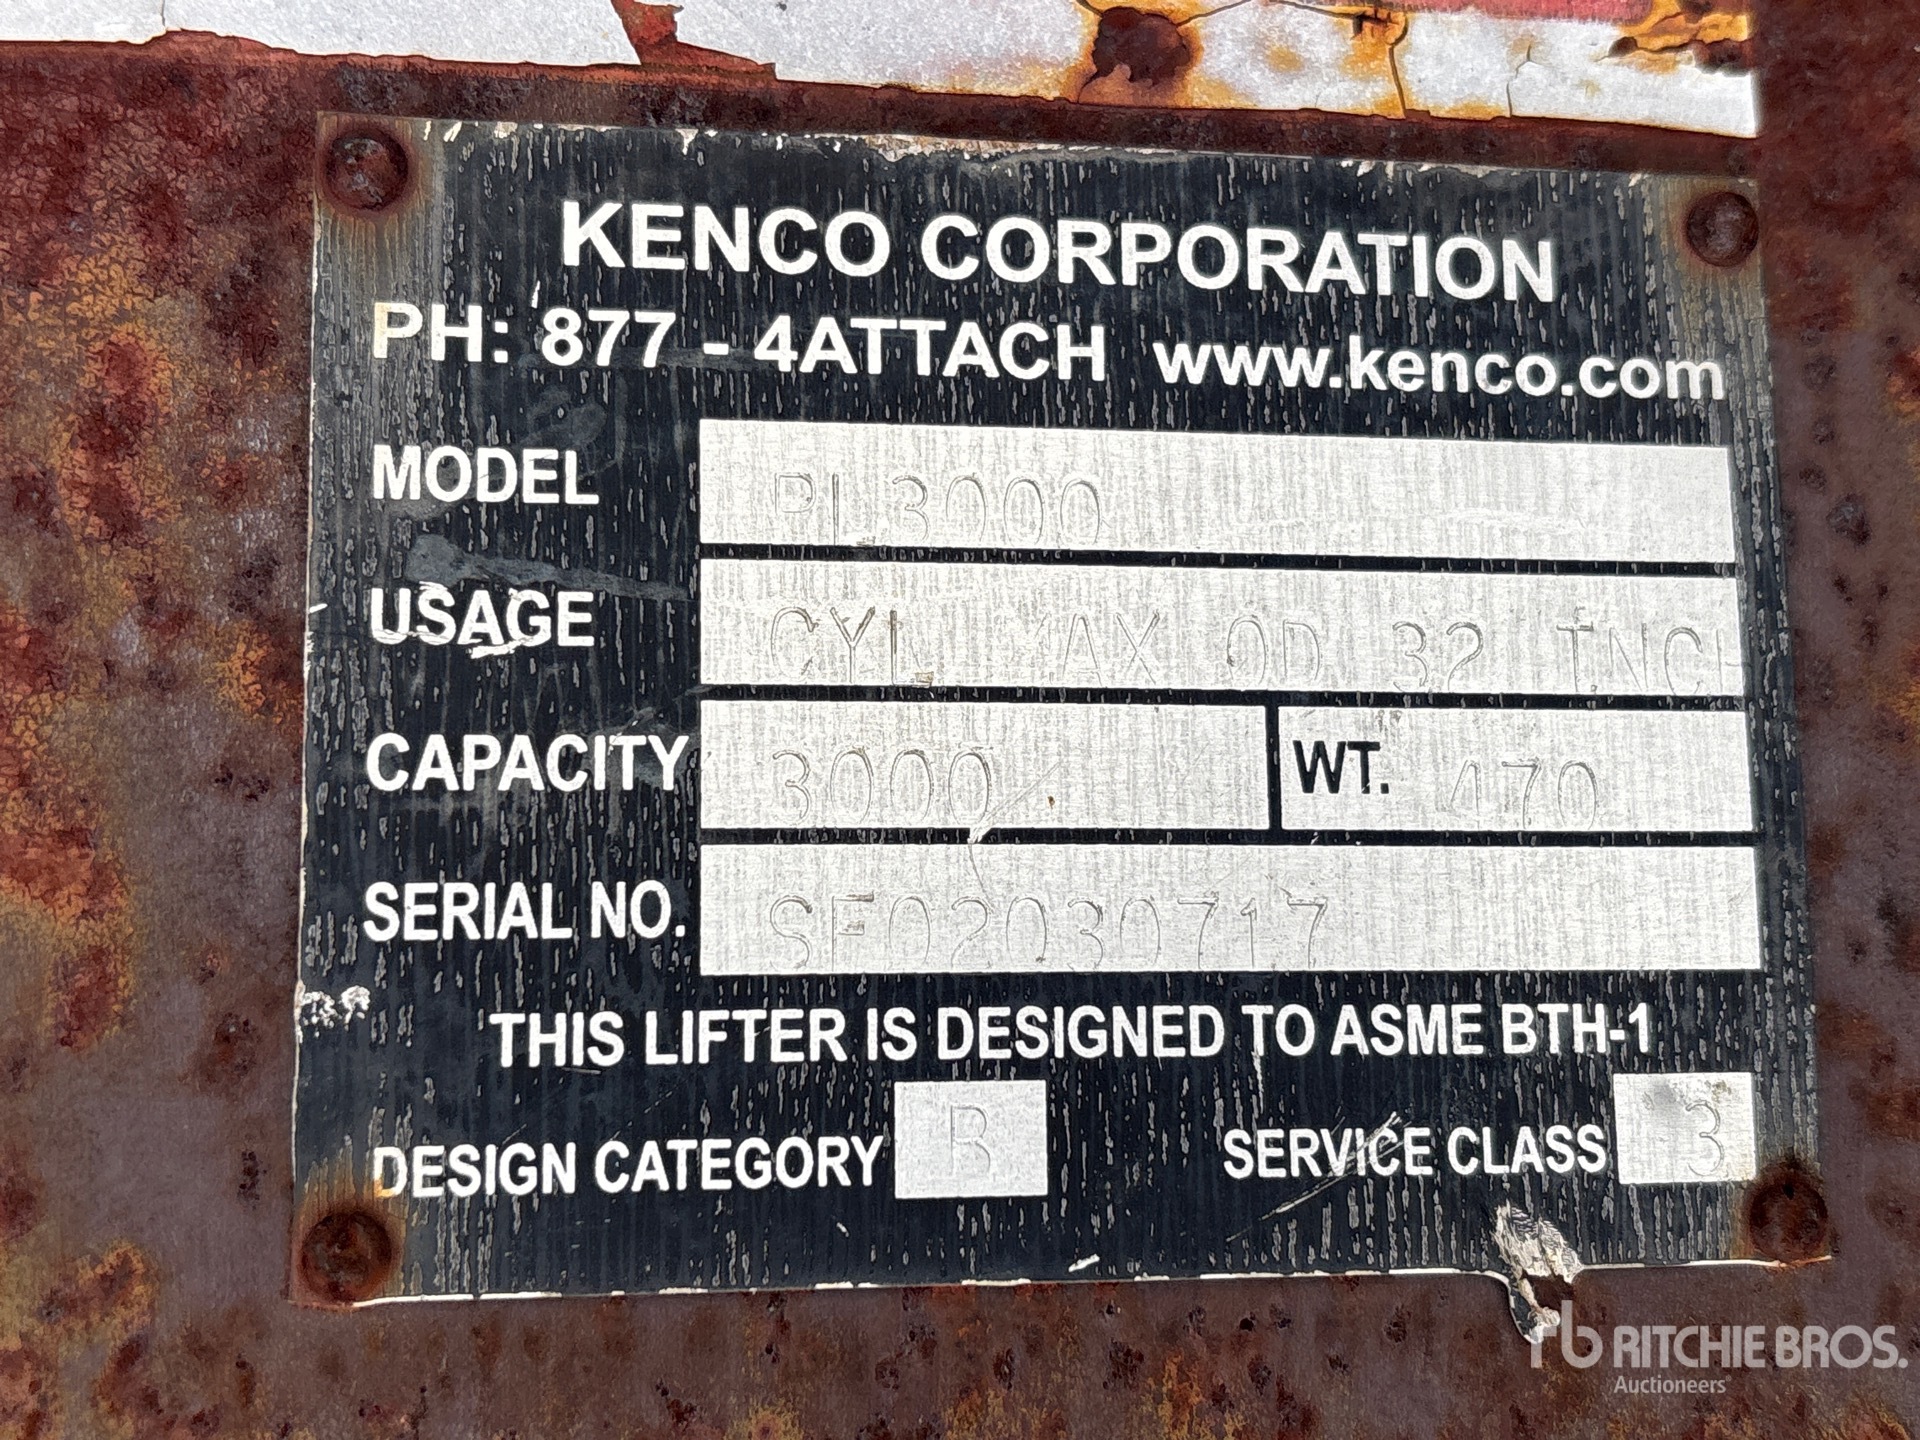 KENCO CORPORATION
PH: 877 - 4ATTACH www.kenco.com
MODEL PL3000
USAGE CYL MAX OD 32 INCH
CAPACITY 3000 WT. 470
SERIAL NO. SF02030717
THIS LIFTER IS DESIGNED TO ASME BTH-1
DESIGN CATEGORY B SERVICE CLASS 3
rb RITCHIE BROS.
Auctioneers